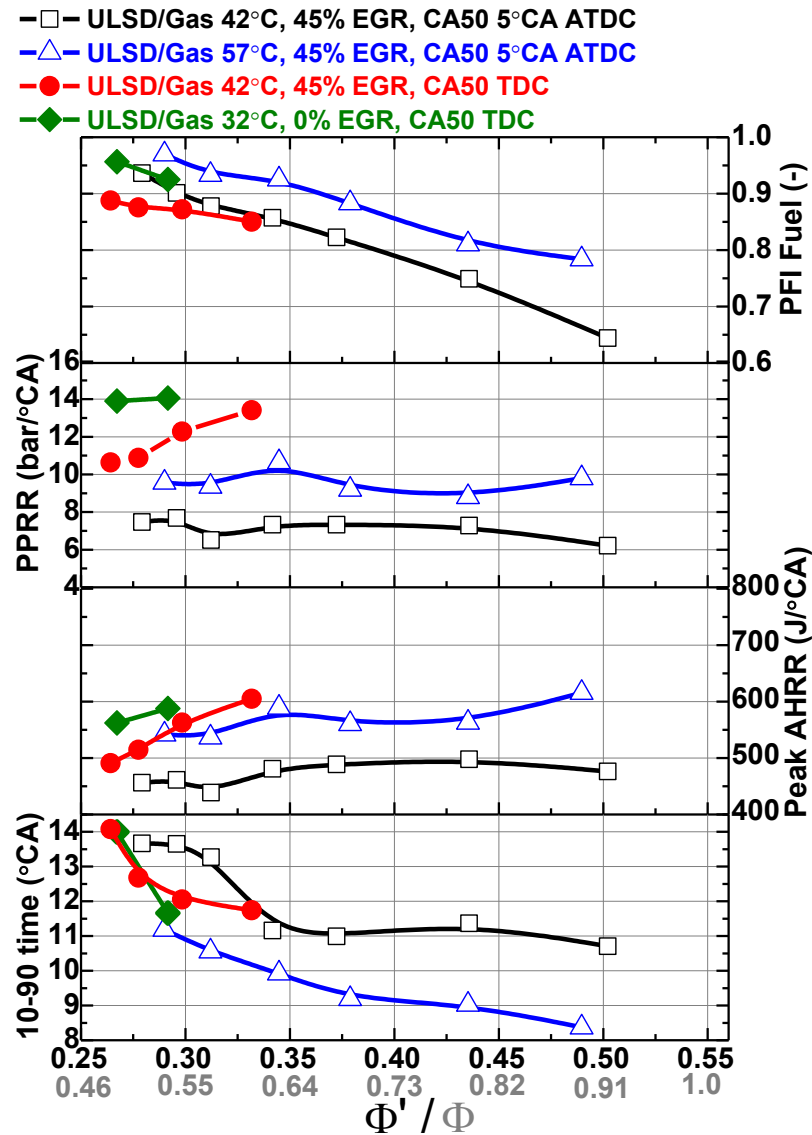 ULSD/Gas 42°C, 45% EGR, CA50 5°CA ATDC
ULSD/Gas 57°C, 45% EGR, CA50 5°CA ATDC
ULSD/Gas 42°C, 45% EGR, CA50 TDC
ULSD/Gas 32°C, 0% EGR, CA50 TDC
1.0
0.9
0.8
0.7
0.6
PFI Fuel (-)
16
14
12
10
8
6
4
PPRR (bar/°CA)
800
700
600
500
400
Peak AHRR (J/°CA)
14
13
12
11
10
9
8
10-90 time (°CA)
0.25 0.30 0.35 0.40 0.45 0.50 0.55
0.46 0.55 0.64 0.73 0.82 0.91 1.0
Φ' / Φ